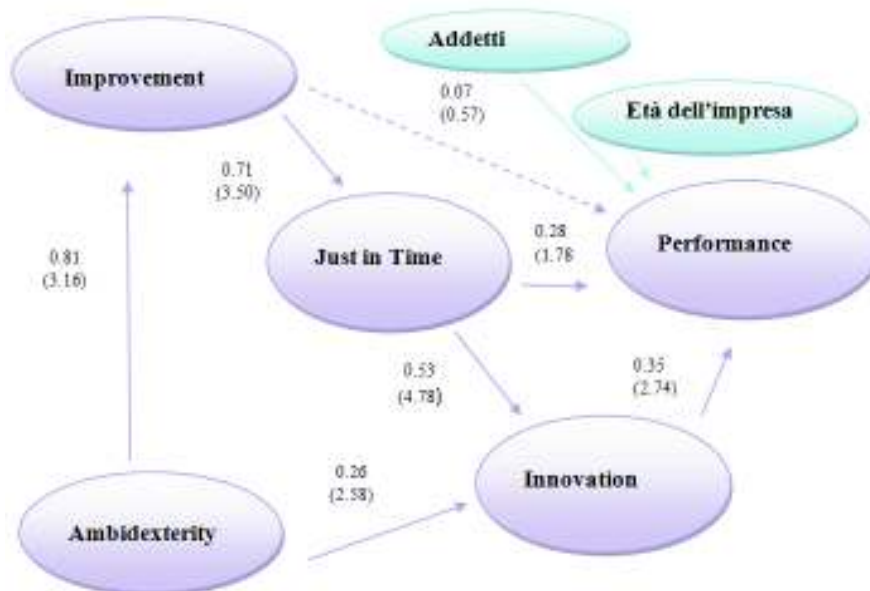 Addetti
Improvement
0.07
(0.57)
Età dell'impresa
0.71
(3.50)
0.28
(1.78
Performance
Just in Time
0.81
(3.16)
0.53
(4.78)
0.35
(2.74)
0.26
(2.58)
Innovation
Ambidexterity